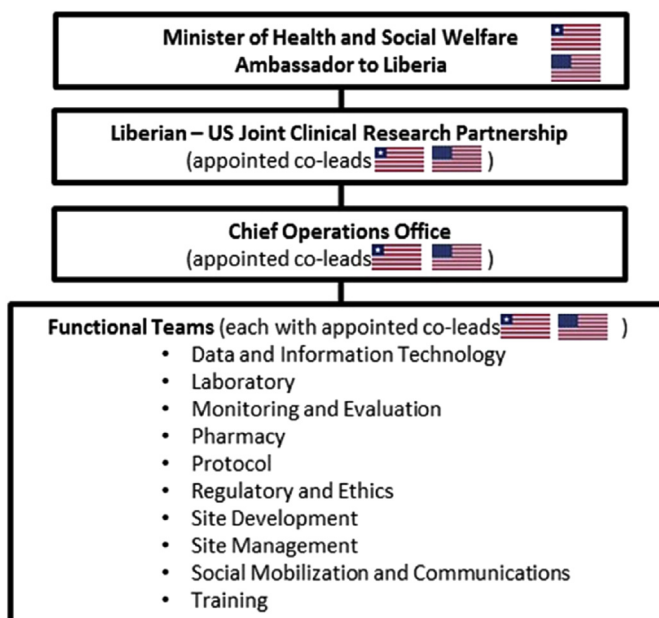 Minister of Health and Social Welfare
Ambassador to Liberia
Liberian – US Joint Clinical Research Partnership
(appointed co-leads )
Chief Operations Office
(appointed co-leads )
Functional Teams (each with appointed co-leads )
• Data and Information Technology
• Laboratory
• Monitoring and Evaluation
• Pharmacy
• Protocol
• Regulatory and Ethics
• Site Development
• Site Management
• Social Mobilization and Communications
• Training